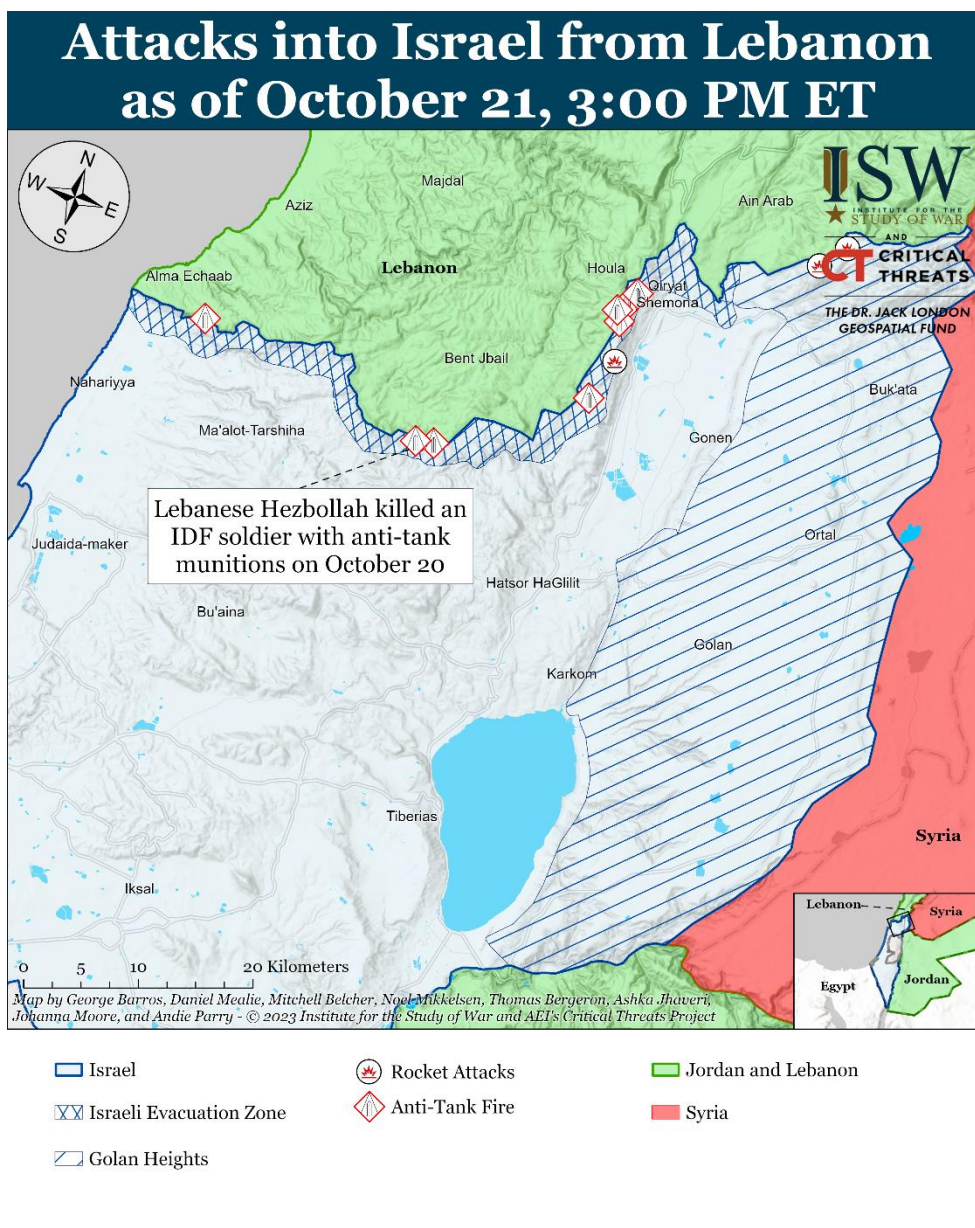 Attacks into Israel from Lebanon
as of October 21, 3:00 PM ET
N
W
E
S
Majdal
Aziz
Ain Arab
ISW
INSTITUTE FOR THE
STUDY OF WAR
AND
CT CRITICAL
THREATS
THE DR. JACK LONDON
GEOSPATIAL FUND
Lebanon
Houla
Alma Echaab
Qiryat
Shemona
Bent Jbail
Nahariyya
Buk'ata
Ma'alot-Tarshiha
Gonen
Lebanese Hezbollah killed an
IDF soldier with anti-tank
munitions on October 20
Judaida-maker
Ortal
Hatsor HaGlilit
Bu'aina
Golan
Karkom
Tiberias
Syria
Iksal
Lebanon
Syria
Egypt
Jordan
0 5 10 20 Kilometers
Map by George Barros, Daniel Mealie, Mitchell Belcher, Noel Mikkelsen, Thomas Bergeron, Ashka Jhaveri,
Johanna Moore, and Andie Parry - © 2023 Institute for the Study of War and AEI's Critical Threats Project
Israel
Rocket Attacks
Jordan and Lebanon
Israeli Evacuation Zone
Anti-Tank Fire
Syria
Golan Heights